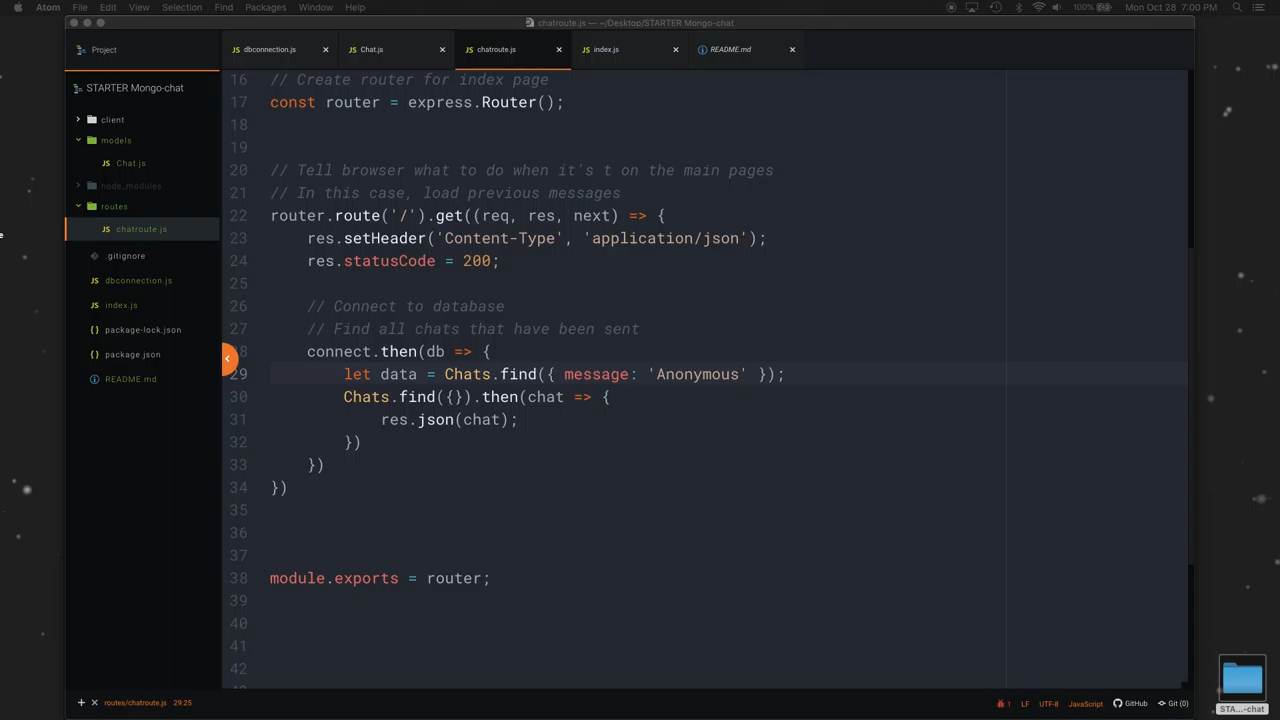 Atom File Edit View Selection Find Packages Window Help 100% Mon Oct 28 7:00 PM
chatroute.js — ~/Desktop/STARTER Mongo-chat
Project
JS dbconnection.js
JS Chat.js
JS chatroute.js
JS index.js
README.md
STARTER Mongo-chat
client
models
JS Chat.js
node_modules
routes
JS chatroute.js
.gitignore
JS dbconnection.js
JS index.js
{} package-lock.json
{} package.json
README.md
16 // Create router for index page
17 const router = express.Router();
18
19
20 // Tell browser what to do when it's t on the main pages
21 // In this case, load previous messages
22 router.route('/').get((req, res, next) => {
23 res.setHeader('Content-Type', 'application/json');
24 res.statusCode = 200;
25
26 // Connect to database
27 // Find all chats that have been sent
8 connect.then(db => {
29 let data = Chats.find({ message: 'Anonymous' });
30 Chats.find({}).then(chat => {
31 res.json(chat);
32 })
33 })
34 })
35
36
37
38 module.exports = router;
39
40
41
42
routes/chatroute.js 29:25
1 LF UTF-8 JavaScript GitHub Git (0)
STA...-chat